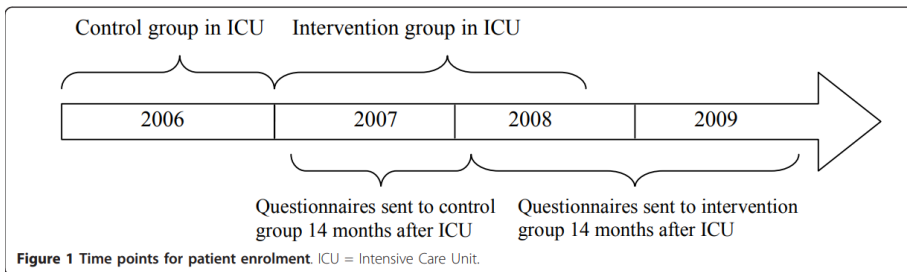 Control group in ICU
Intervention group in ICU
2006
2007
2008
2009
Questionnaires sent to control
group 14 months after ICU
Questionnaires sent to intervention
group 14 months after ICU
Figure 1 Time points for patient enrolment. ICU = Intensive Care Unit.